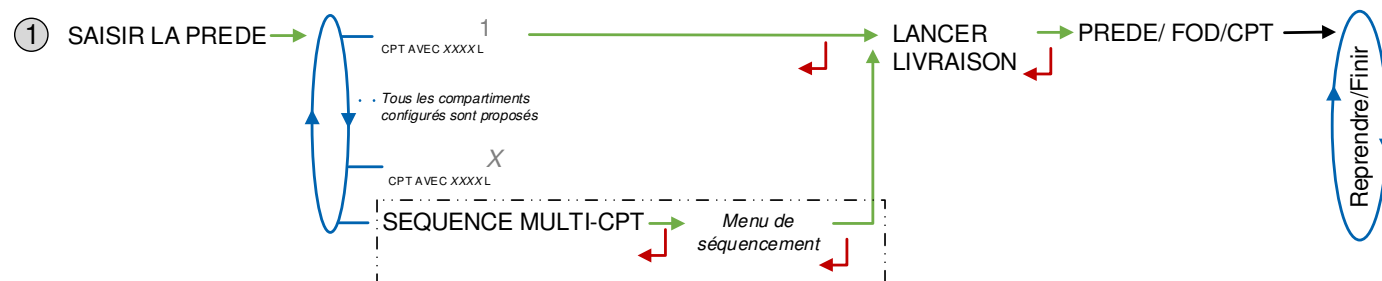 1 SAISIR LA PREDE
1
CPT AVEC XXXX L
Tous les compartiments
configurés sont proposés
X
CPT AVEC XXXX L
SEQUENCE MULTI-CPT
Menu de
séquencement
LANCER
LIVRAISON
PREDE/ FOD/CPT
Reprendre/Finir